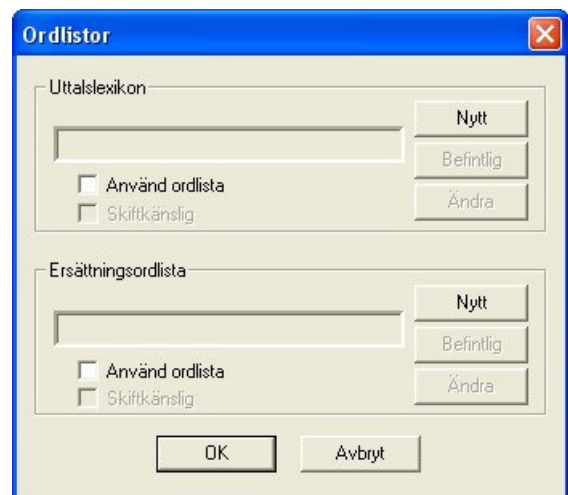 Ordlistor
Uttalslexikon
Nytt
Befintlig
Använd ordlista
Ändra
Skiftkänslig
Ersättningsordlista
Nytt
Befintlig
Använd ordlista
Ändra
Skiftkänslig
OK
Avbryt